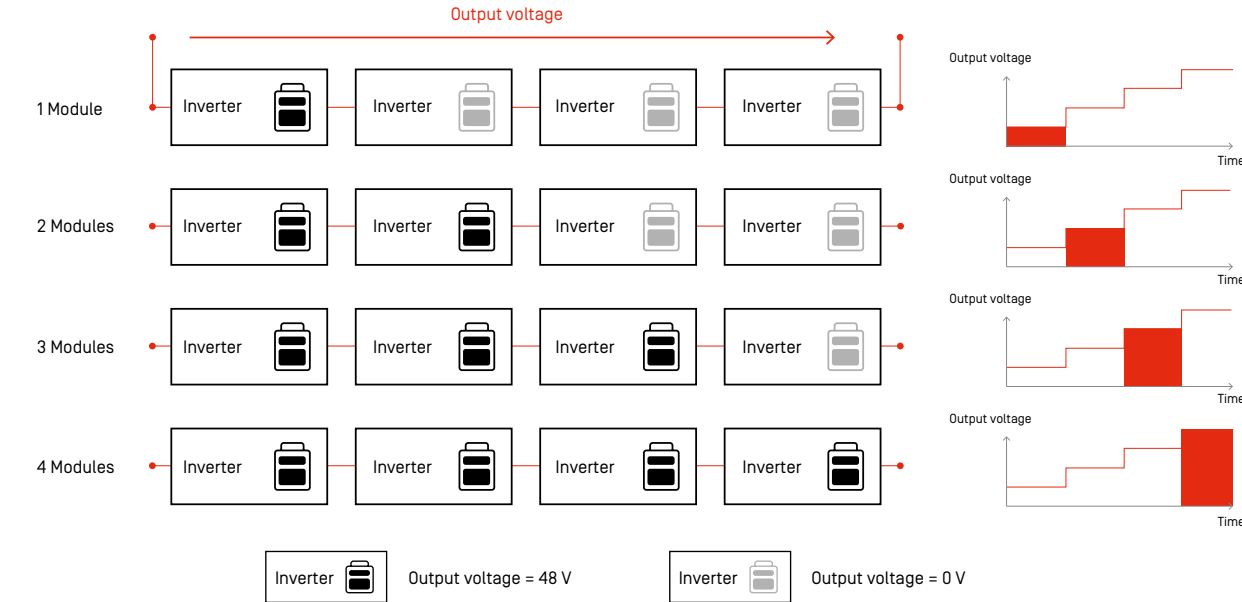 Output voltage
1 Module
Inverter
Inverter
Inverter
Inverter
Output voltage
Time
2 Modules
Inverter
Inverter
Inverter
Inverter
Output voltage
Time
3 Modules
Inverter
Inverter
Inverter
Inverter
Output voltage
Time
4 Modules
Inverter
Inverter
Inverter
Inverter
Output voltage
Time
Inverter
Output voltage = 48 V
Inverter
Output voltage = 0 V